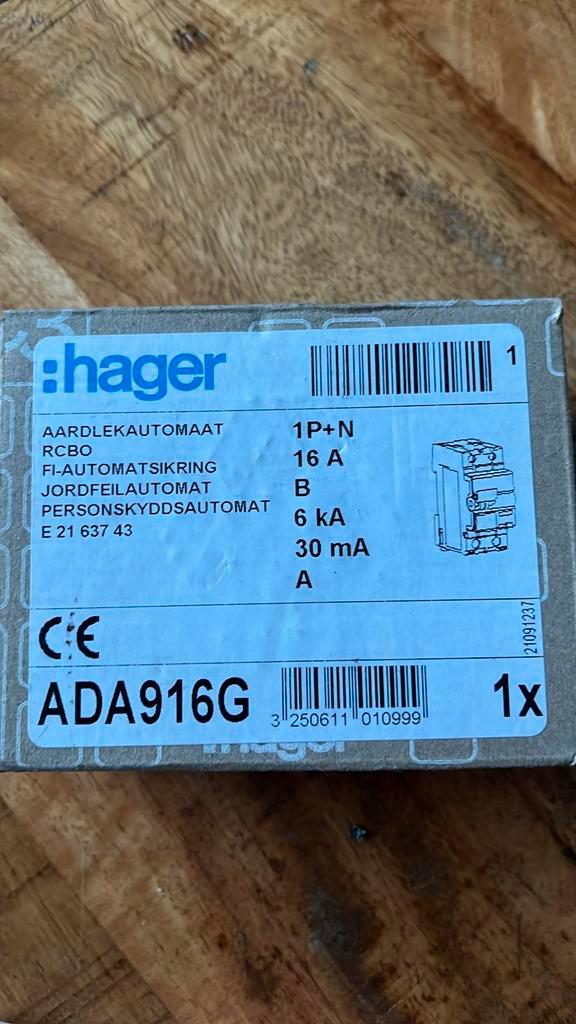 :hager
1
AARDLEKAUTOMAAT
RCBO
FI-AUTOMATSIKRING
JORDFEILAUTOMAT
PERSONSKYDDSAUTOMAT
E 21 637 43
1P+N
16 A
B
6 kA
30 mA
A
CE
21091237
ADA916G
3 250611 010999
1x
hager